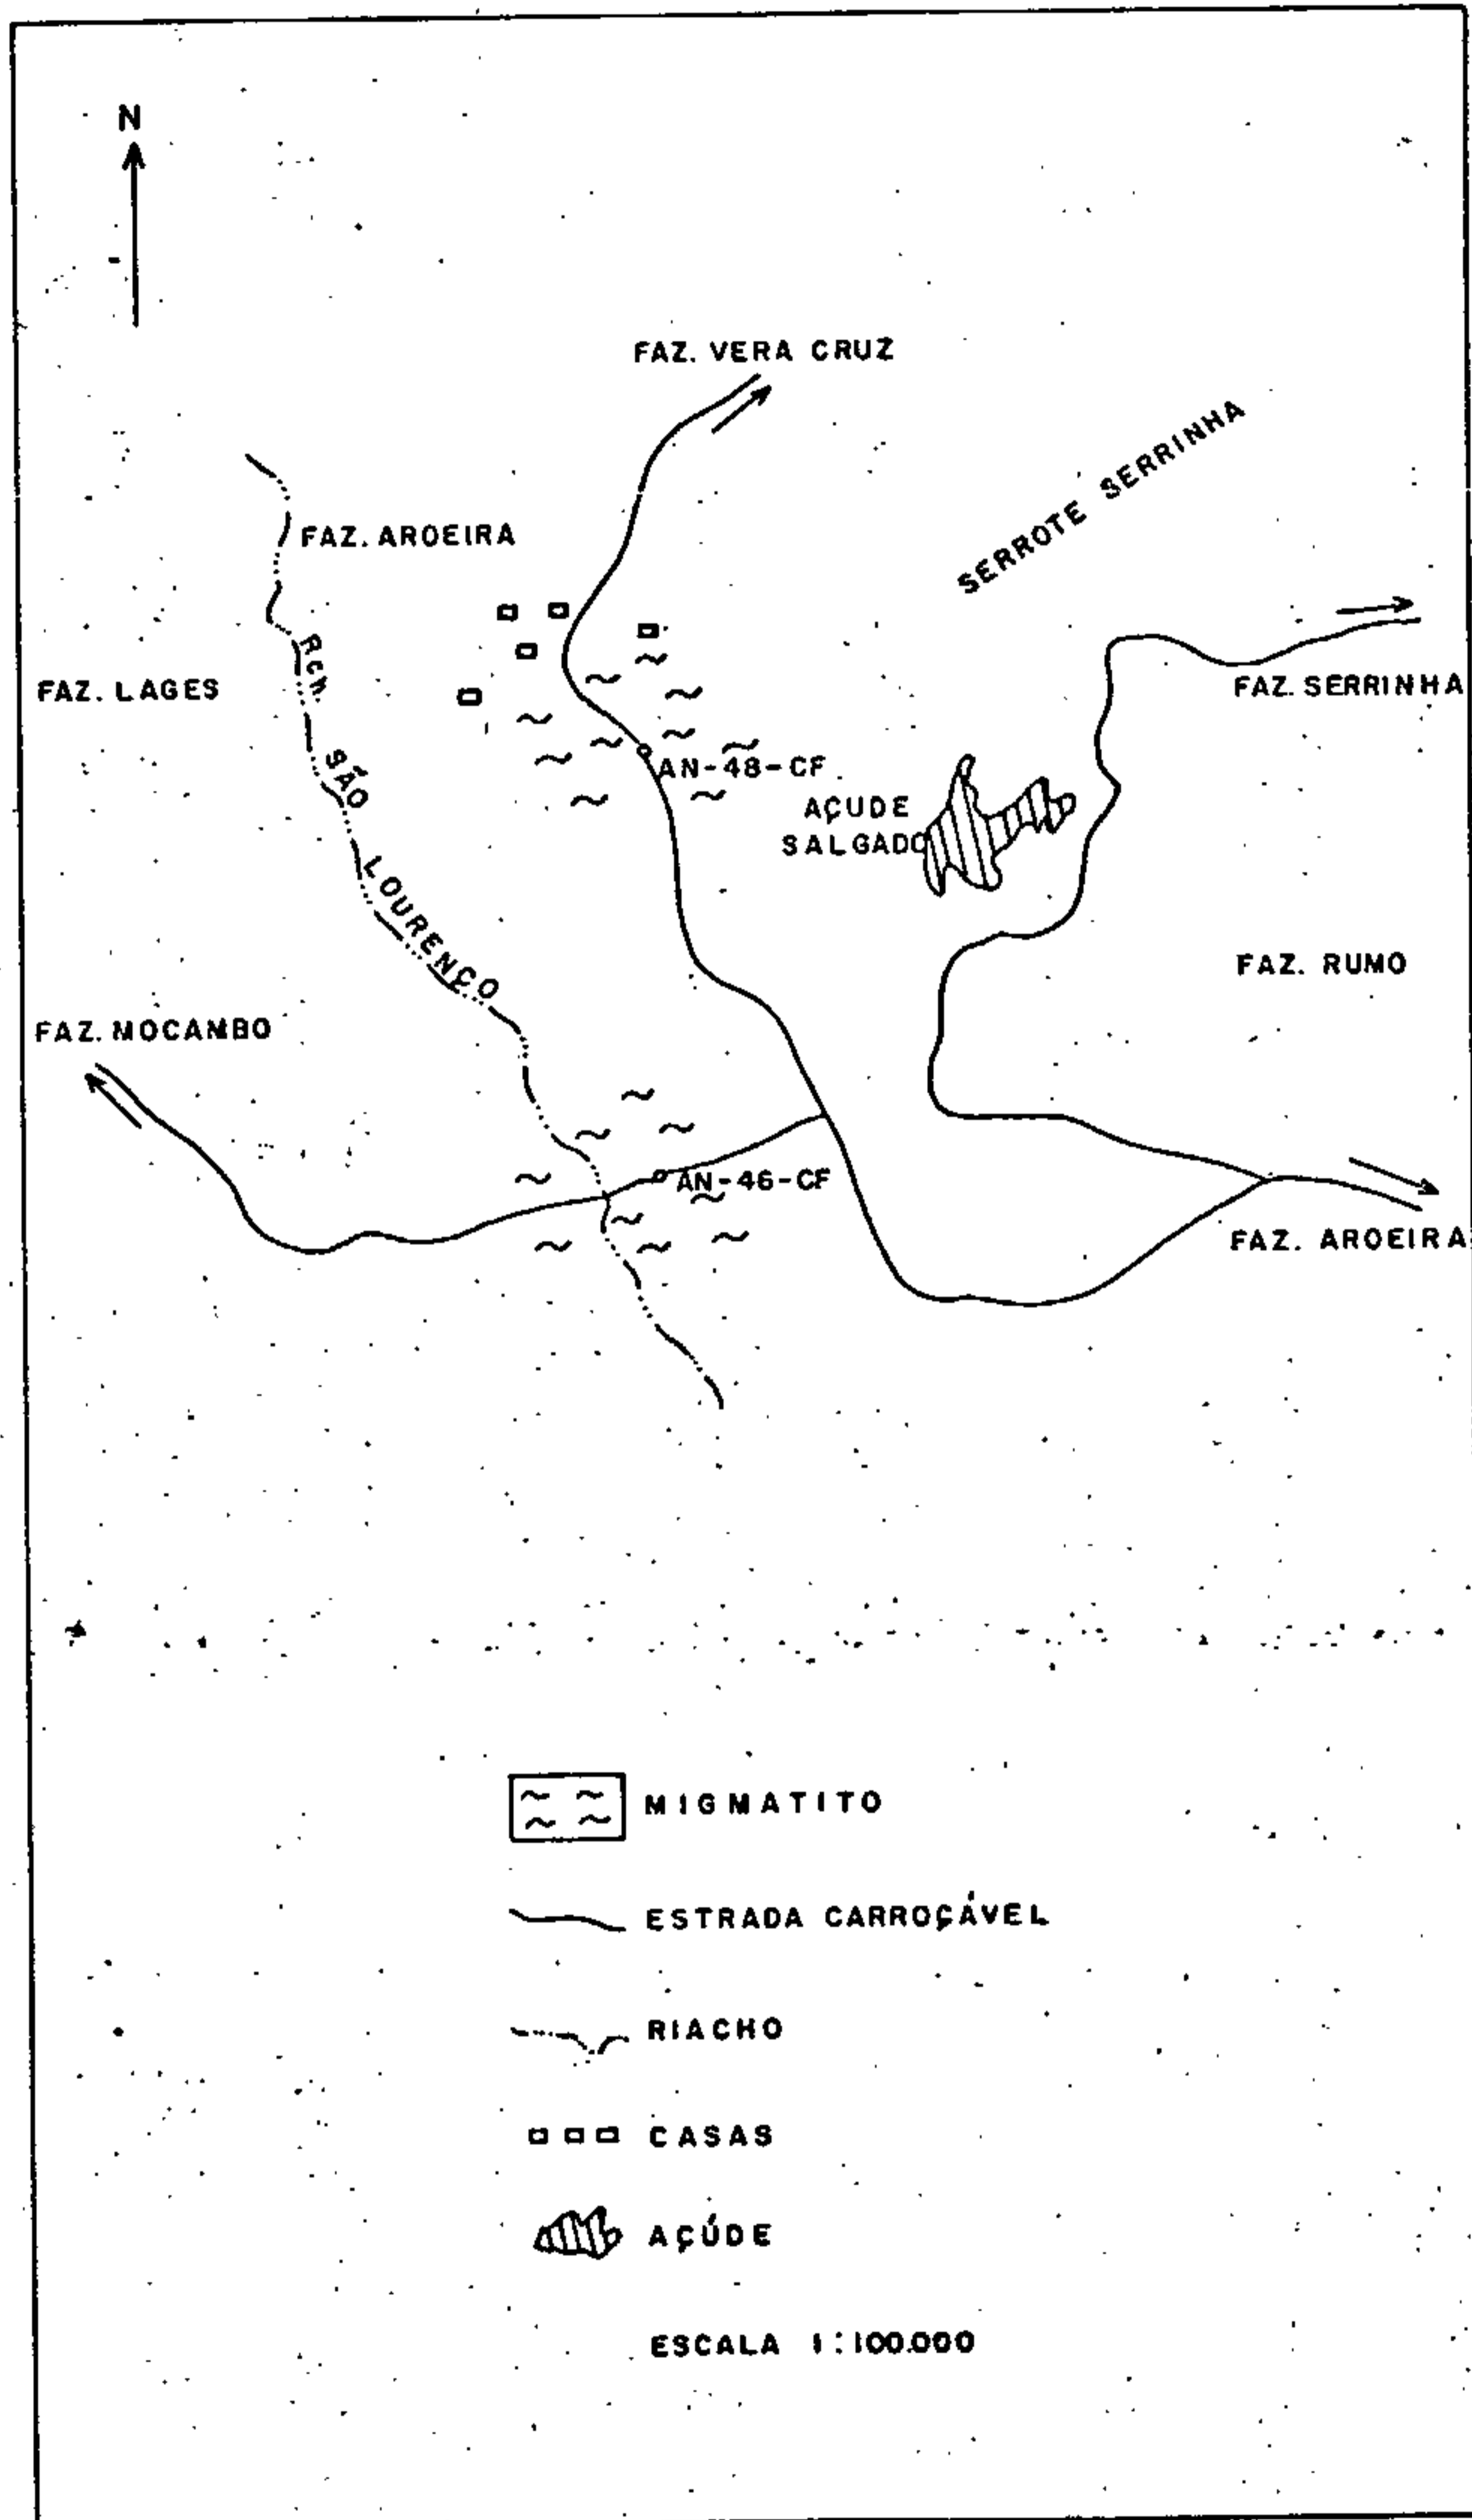 N
FAZ. VERA CRUZ
SERROTE SERRINHA
FAZ. AROEIRA
RCH. SÃO LOURENÇO
FAZ. LAGES
FAZ. SERRINHA
AN-48-CF
AÇUDE
SALGADO
FAZ. RUMO
FAZ. MOCAMBO
AN-46-CF
FAZ. AROEIRA
MIGMATITO
ESTRADA CARROÇÁVEL
RIACHO
CASAS
AÇÚDE
ESCALA 1:100.000